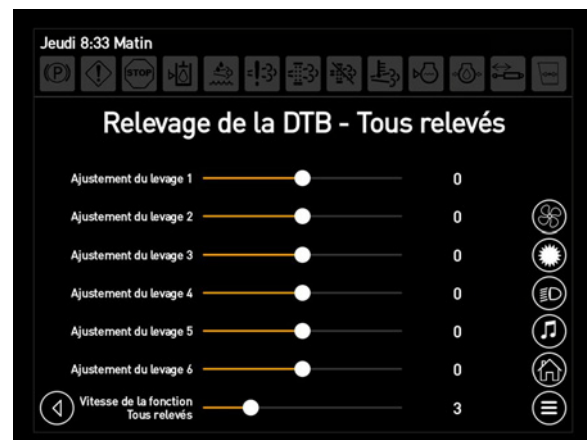 Jeudi 8:33 Matin
(P) STOP
Relevage de la DTB - Tous relevés
Ajustement du levage 1 0
Ajustement du levage 2 0
Ajustement du levage 3 0
Ajustement du levage 4 0
Ajustement du levage 5 0
Ajustement du levage 6 0
Vitesse de la fonction
Tous relevés 3